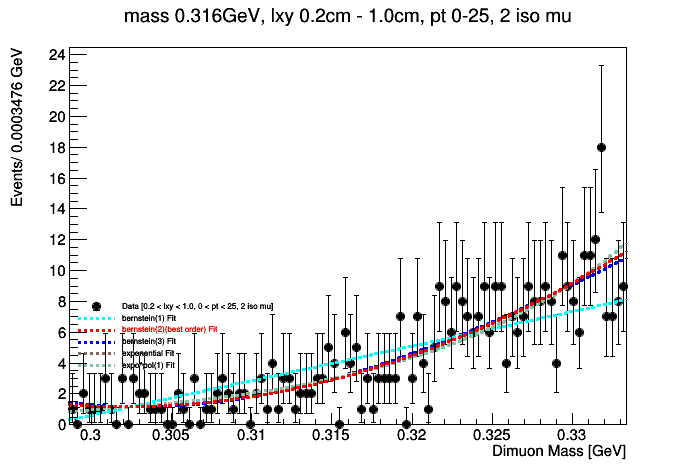 mass 0.316GeV, lxy 0.2cm - 1.0cm, pt 0-25, 2 iso mu
Events/ 0.0003476 GeV
24
22
20
18
16
14
12
10
8
6
4
2
0
Data [0.2 < lxy < 1.0, 0 < pt < 25, 2 iso mu]
bernstein(1) Fit
bernstein(2)(best order) Fit
bernstein(3) Fit
exponential Fit
expo*pol(1) Fit
0.3 0.305 0.31 0.315 0.32 0.325 0.33
Dimuon Mass [GeV]